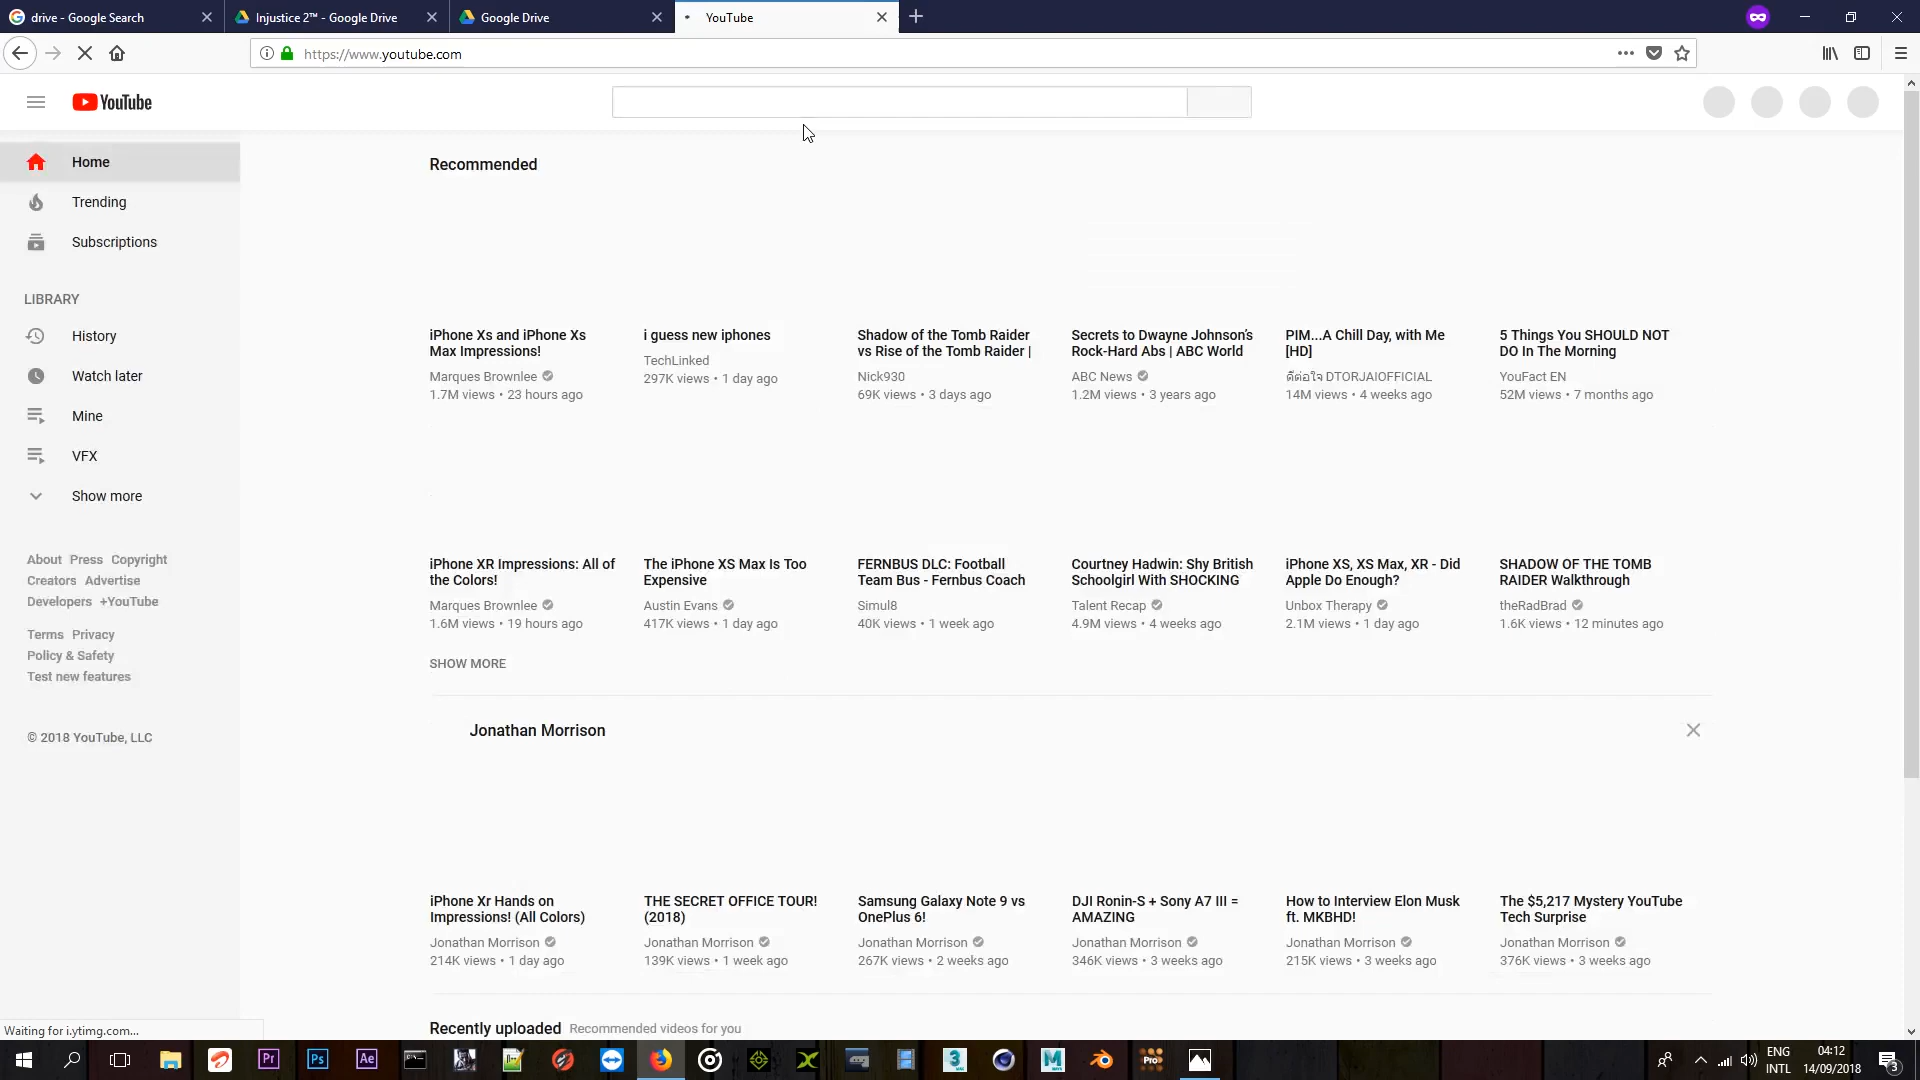 drive - Google Search
Injustice 2™ - Google Drive
Google Drive
YouTube
https://www.youtube.com
YouTube
Home
Trending
Subscriptions
LIBRARY
History
Watch later
Mine
VFX
Show more
About Press Copyright
Creators Advertise
Developers +YouTube
Terms Privacy
Policy & Safety
Test new features
© 2018 YouTube, LLC
Recommended
iPhone Xs and iPhone Xs
Max Impressions!
Marques Brownlee
1.7M views • 23 hours ago
i guess new iphones
TechLinked
297K views • 1 day ago
Shadow of the Tomb Raider
vs Rise of the Tomb Raider |
Nick930
69K views • 3 days ago
Secrets to Dwayne Johnson's
Rock-Hard Abs | ABC World
ABC News
1.2M views • 3 years ago
PIM...A Chill Day, with Me
[HD]
ดีต่อใจ DTORJAIOFFICIAL
14M views • 4 weeks ago
5 Things You SHOULD NOT
DO In The Morning
YouFact EN
52M views • 7 months ago
iPhone XR Impressions: All of
the Colors!
Marques Brownlee
1.6M views • 19 hours ago
The iPhone XS Max Is Too
Expensive
Austin Evans
417K views • 1 day ago
FERNBUS DLC: Football
Team Bus - Fernbus Coach
Simul8
40K views • 1 week ago
Courtney Hadwin: Shy British
Schoolgirl With SHOCKING
Talent Recap
4.9M views • 4 weeks ago
iPhone XS, XS Max, XR - Did
Apple Do Enough?
Unbox Therapy
2.1M views • 1 day ago
SHADOW OF THE TOMB
RAIDER Walkthrough
theRadBrad
1.6K views • 12 minutes ago
SHOW MORE
Jonathan Morrison
iPhone Xr Hands on
Impressions! (All Colors)
Jonathan Morrison
214K views • 1 day ago
THE SECRET OFFICE TOUR!
(2018)
Jonathan Morrison
139K views • 1 week ago
Samsung Galaxy Note 9 vs
OnePlus 6!
Jonathan Morrison
267K views • 2 weeks ago
DJI Ronin-S + Sony A7 III =
AMAZING
Jonathan Morrison
346K views • 3 weeks ago
How to Interview Elon Musk
ft. MKBHD!
Jonathan Morrison
215K views • 3 weeks ago
The $5,217 Mystery YouTube
Tech Surprise
Jonathan Morrison
376K views • 3 weeks ago
Recently uploaded Recommended videos for you
Waiting for i.ytimg.com...
Pr
Ps
Ae
3
M
Pro
ENG
INTL
04:12
14/09/2018
3